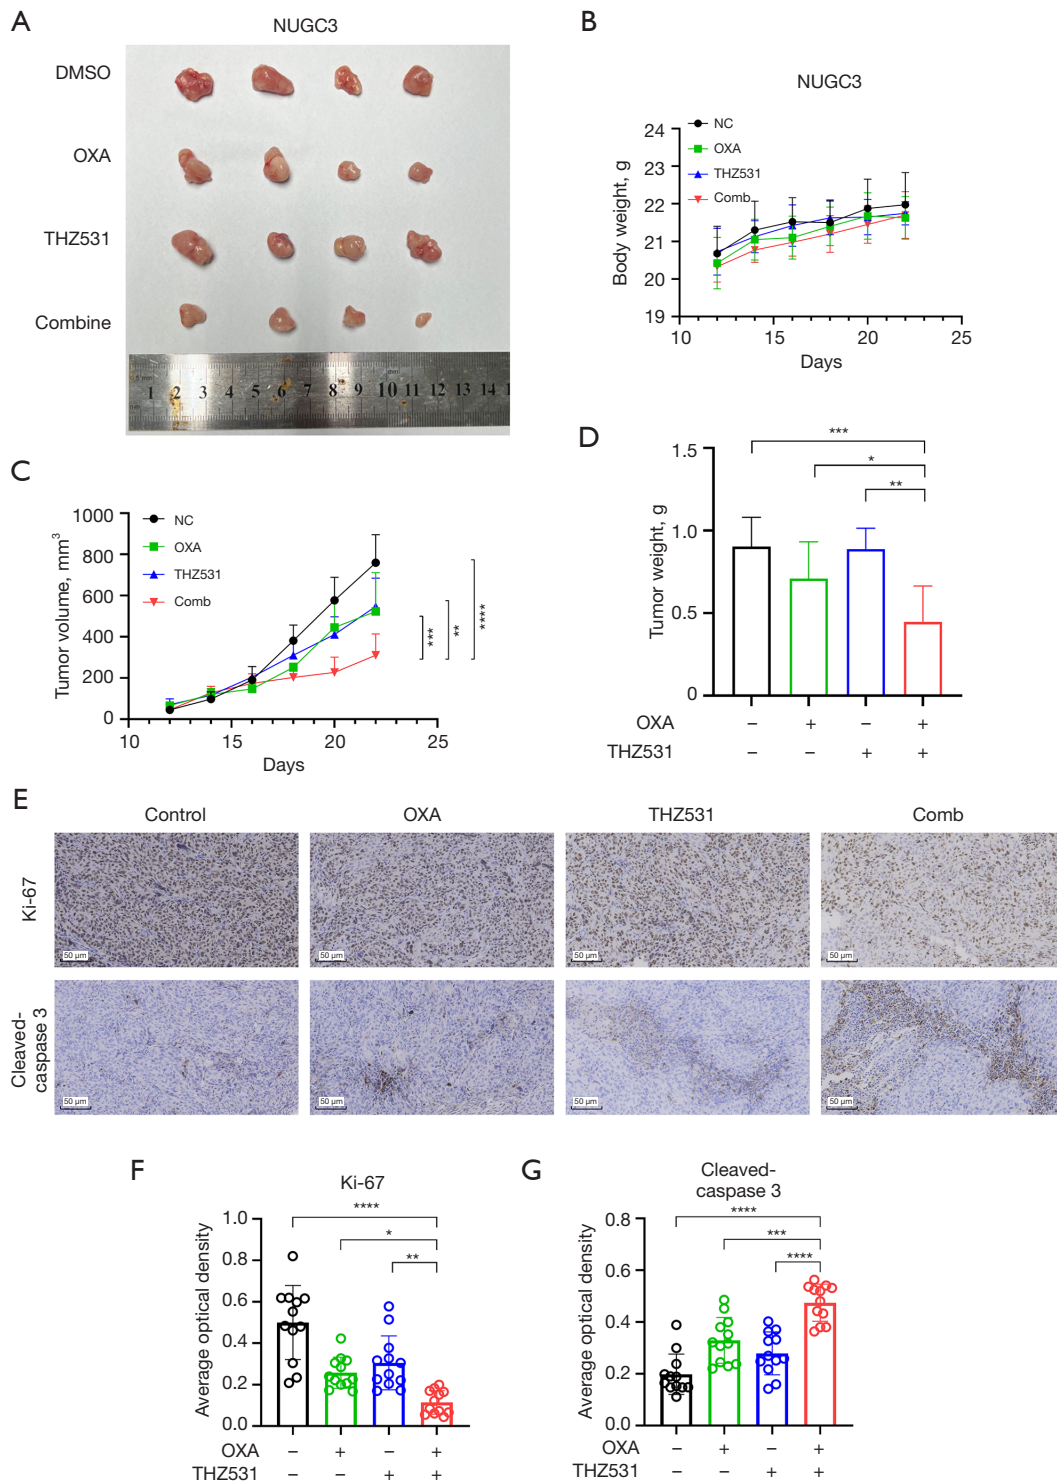 A
NUGC3
DMSO
OXA
THZ531
Combine
1 2 3 4 5 6 7 8 9 10 11 12 13 14
B
NUGC3
NC
OXA
THZ531
Comb
24
23
22
21
20
19
10 15 20 25
Body weight, g
Days
C
NC
OXA
THZ531
Comb
1000
800
600
400
200
0
10 15 20 25
Tumor volume, mm³
Days
***
**
****
D
***
*
**
1.5
1.0
0.5
0
Tumor weight, g
OXA − + − +
THZ531 − − + +
E
Control OXA THZ531 Comb
Ki-67
50 μm 50 μm 50 μm 50 μm
Cleaved-
caspase 3
50 μm 50 μm 50 μm 50 μm
F
Ki-67
****
*
**
1.0
0.8
0.6
0.4
0.2
0.0
Average optical density
OXA − + − +
THZ531 − − + +
G
Cleaved-
caspase 3
****
***
****
0.8
0.6
0.4
0.2
0.0
Average optical density
OXA − + − +
THZ531 − − + +